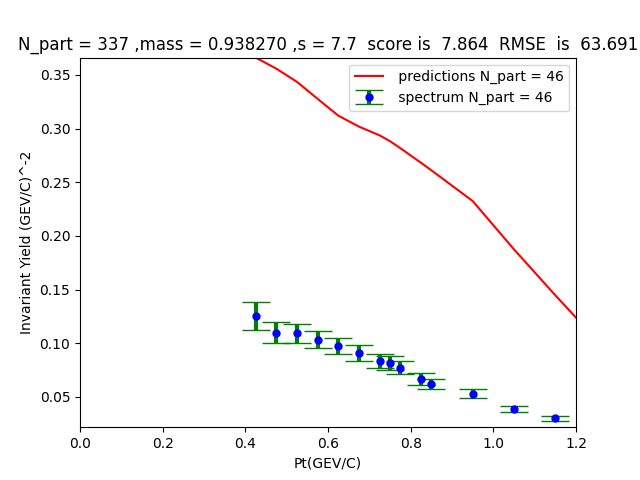 N_part = 337 ,mass = 0.938270 ,s = 7.7  score is  7.864  RMSE  is  63.691
predictions N_part = 46
spectrum N_part = 46
Invariant Yield (GEV/C)^-2
0.35
0.30
0.25
0.20
0.15
0.10
0.05
0.0 0.2 0.4 0.6 0.8 1.0 1.2
Pt(GEV/C)